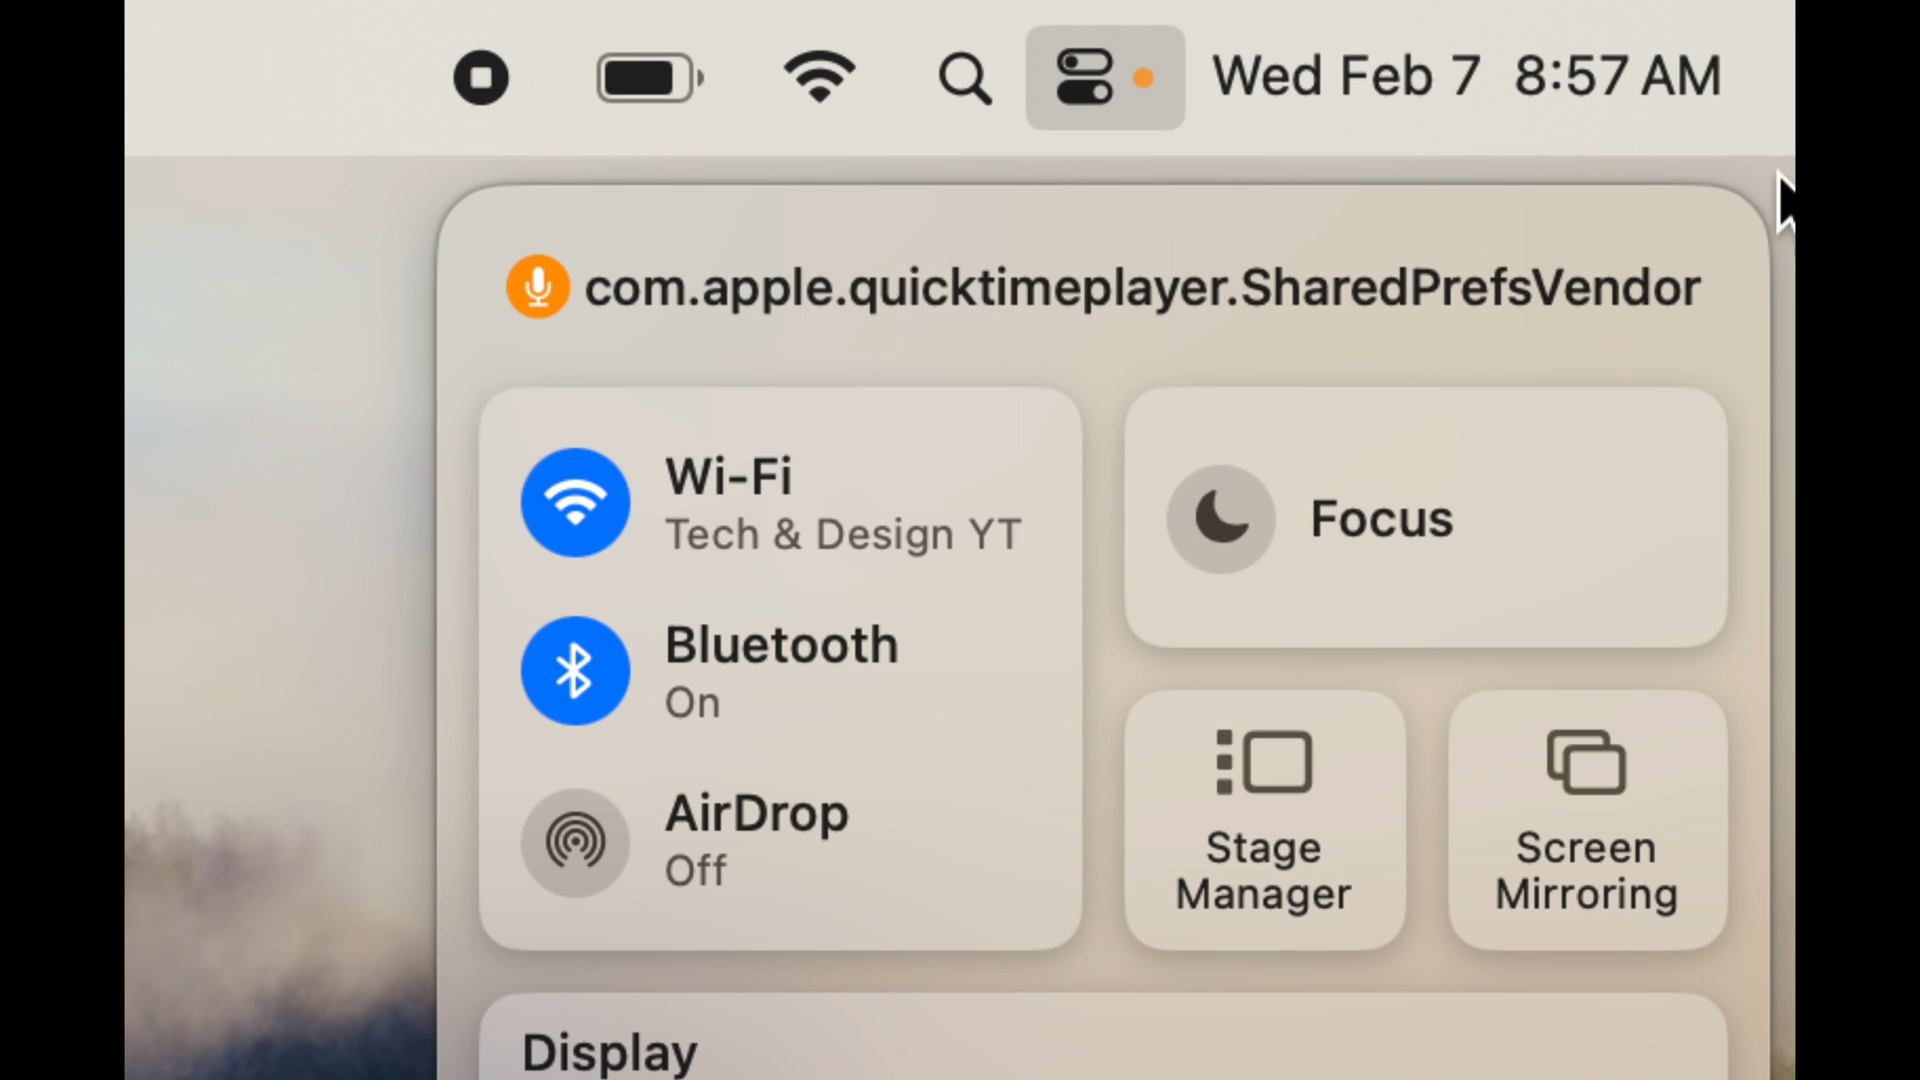 Wed Feb 7 8:57 AM
com.apple.quicktimeplayer.SharedPrefsVendor
Wi-Fi
Tech & Design YT
Bluetooth
On
AirDrop
Off
Focus
Stage
Manager
Screen
Mirroring
Display